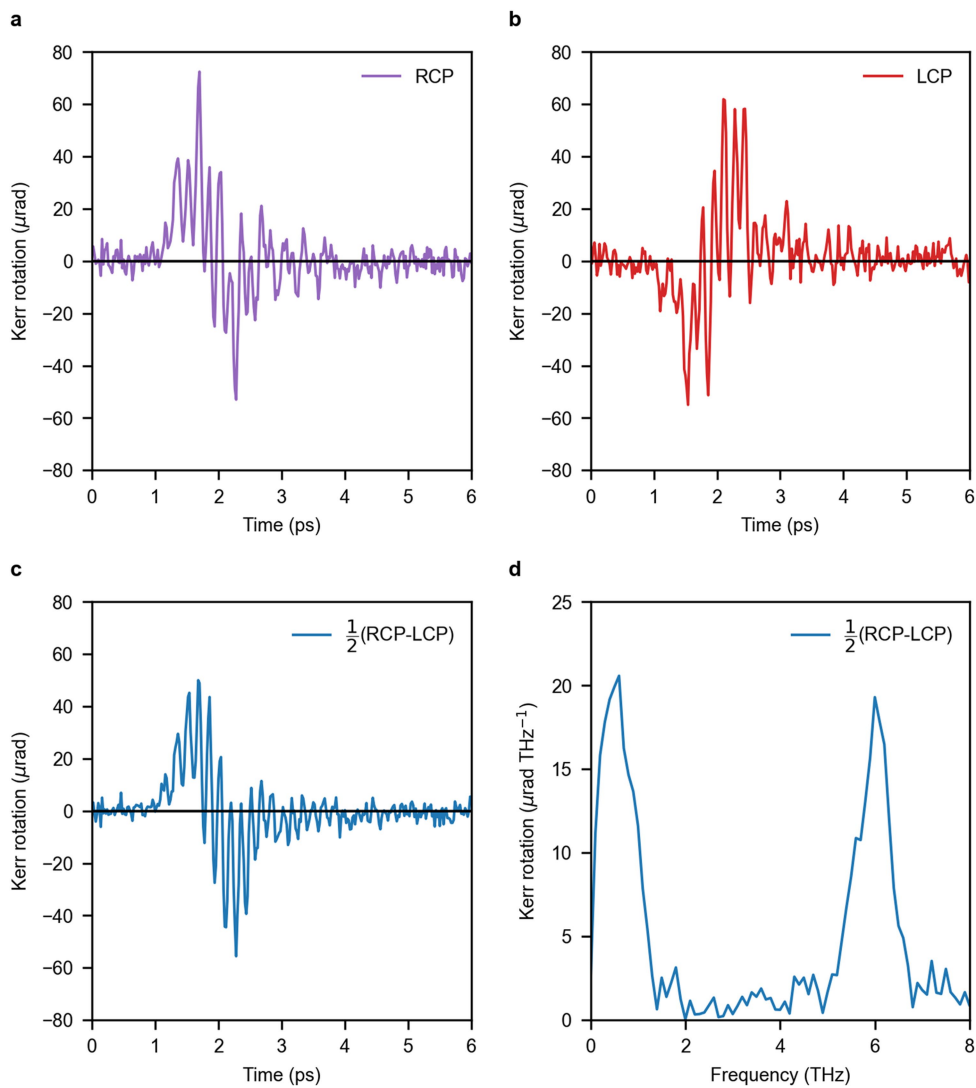 a
80
60
40
20
0
−20
−40
−60
−80
Kerr rotation (μrad)
RCP
0 1 2 3 4 5 6
Time (ps)
b
80
60
40
20
0
−20
−40
−60
−80
Kerr rotation (μrad)
LCP
0 1 2 3 4 5 6
Time (ps)
c
80
60
40
20
0
−20
−40
−60
−80
Kerr rotation (μrad)
½(RCP-LCP)
0 1 2 3 4 5 6
Time (ps)
d
25
20
15
10
5
0
Kerr rotation (μrad THz⁻¹)
½(RCP-LCP)
0 2 4 6 8
Frequency (THz)